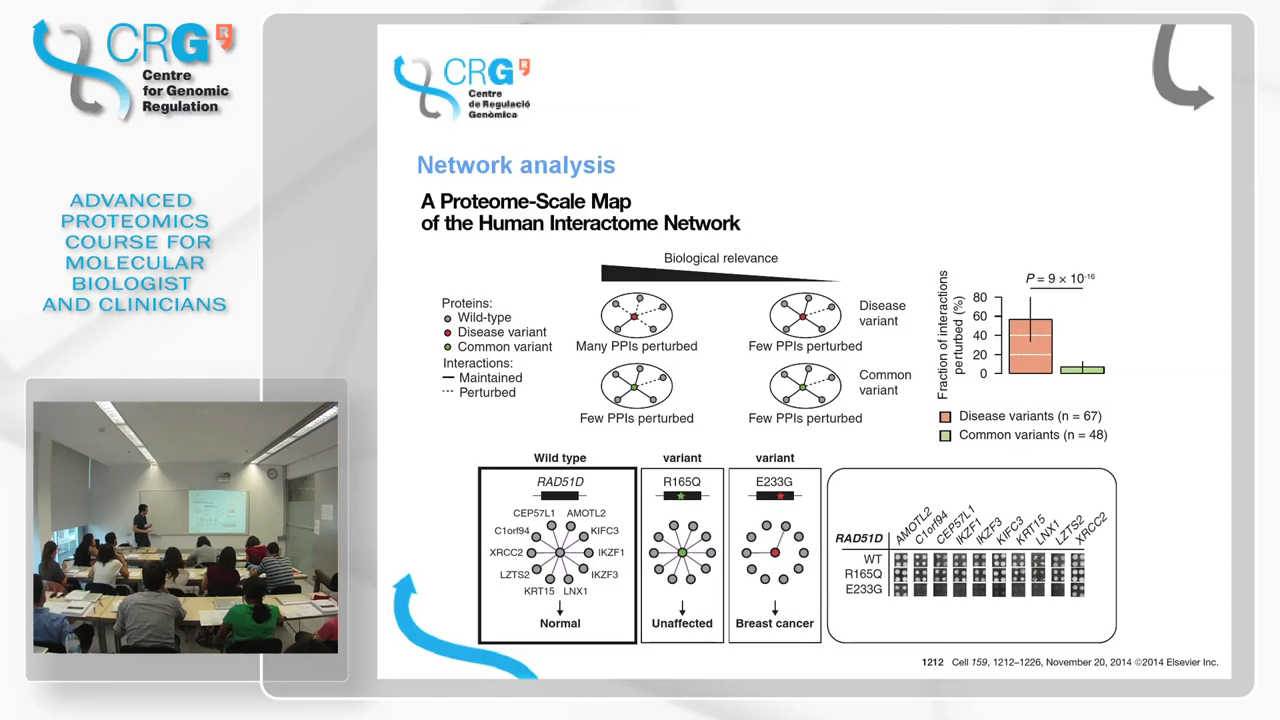 CRG
R
Centre
for Genomic
Regulation
ADVANCED
PROTEOMICS
COURSE FOR
MOLECULAR
BIOLOGIST
AND CLINICIANS
CRG
Centre
de Regulació
Genòmica
Network analysis
A Proteome-Scale Map
of the Human Interactome Network
Biological relevance
Proteins:
Wild-type
Disease variant
Common variant
Interactions:
Maintained
Perturbed
Many PPIs perturbed
Few PPIs perturbed
Disease
variant
Few PPIs perturbed
Few PPIs perturbed
Common
variant
Fraction of interactions
perturbed (%)
P = 9 × 10-16
80
60
40
20
0
Disease variants (n = 67)
Common variants (n = 48)
Wild type
RAD51D
CEP57L1
AMOTL2
C1orf94
KIFC3
XRCC2
IKZF1
LZTS2
IKZF3
KRT15
LNX1
Normal
variant
R165Q
Unaffected
variant
E233G
Breast cancer
RAD51D
AMOTL2
C1orf94
CEP57L1
IKZF1
IKZF3
KIFC3
KRT15
LNX1
LZTS2
XRCC2
WT
R165Q
E233G
1212 Cell 159, 1212–1226, November 20, 2014 ©2014 Elsevier Inc.